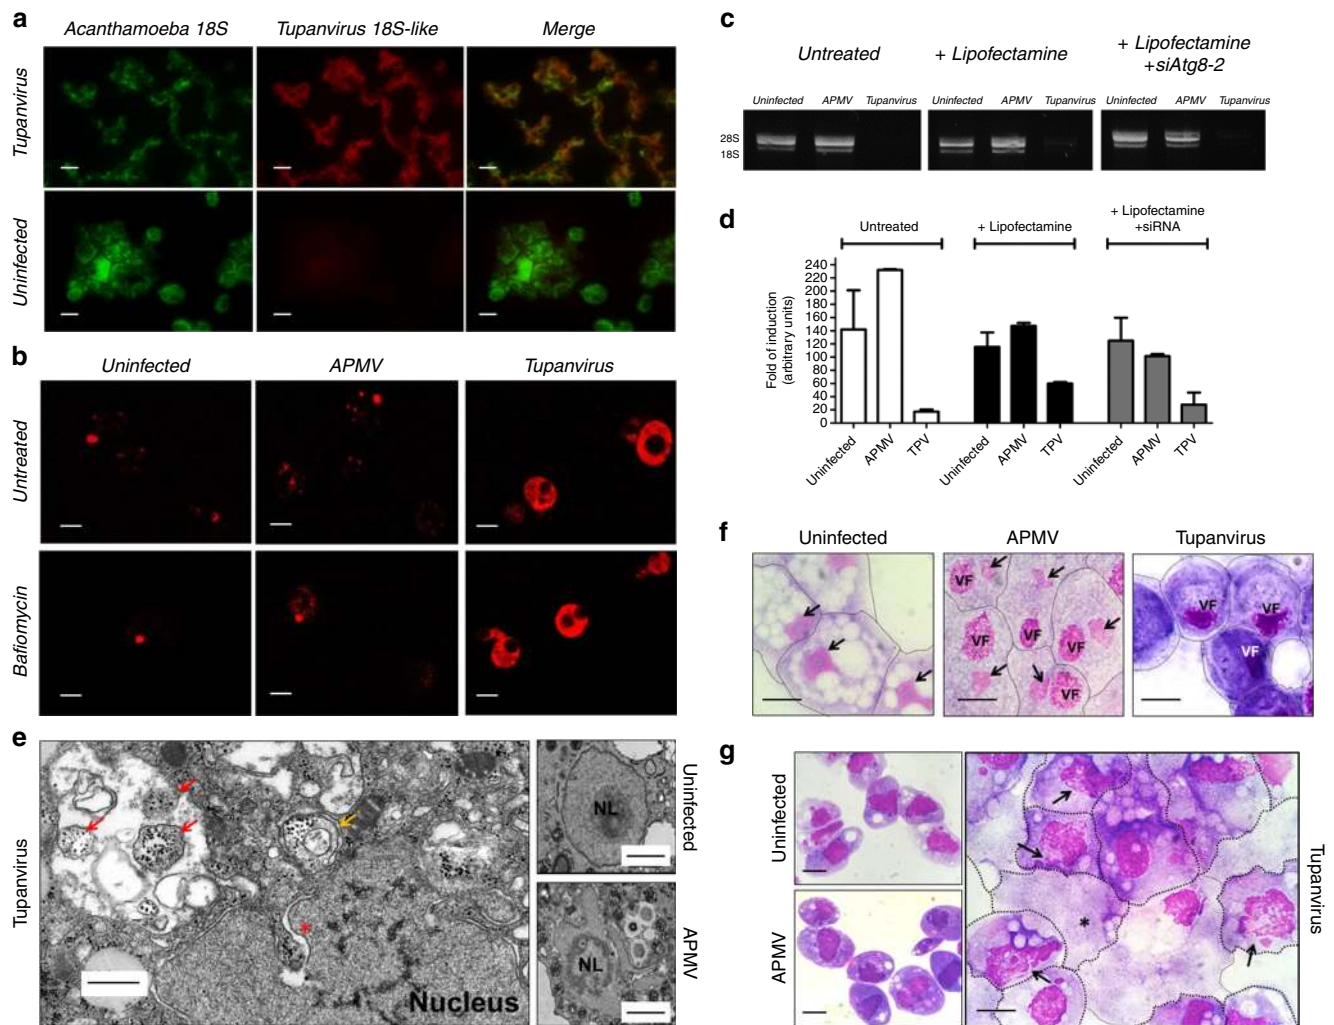 a
Acanthamoeba 18S
Tupanvirus 18S-like
Merge
Tupanvirus
Uninfected
b
Uninfected
APMV
Tupanvirus
Untreated
Bafiomycin
c
Untreated
+ Lipofectamine
+ Lipofectamine
+siAtg8-2
Uninfected APMV Tupanvirus
Uninfected APMV Tupanvirus
Uninfected APMV Tupanvirus
28S
18S
d
Untreated
+ Lipofectamine
+ Lipofectamine
+siRNA
Fold of induction
(arbitrary units)
240
220
200
180
160
140
120
100
80
60
40
20
0
Uninfected
APMV
TPV
Uninfected
APMV
TPV
Uninfected
APMV
TPV
e
Tupanvirus
*
Nucleus
NL
Uninfected
NL
APMV
f
Uninfected
APMV
Tupanvirus
VF
VF
VF
VF
VF
VF
VF
VF
g
Uninfected
APMV
*
Tupanvirus